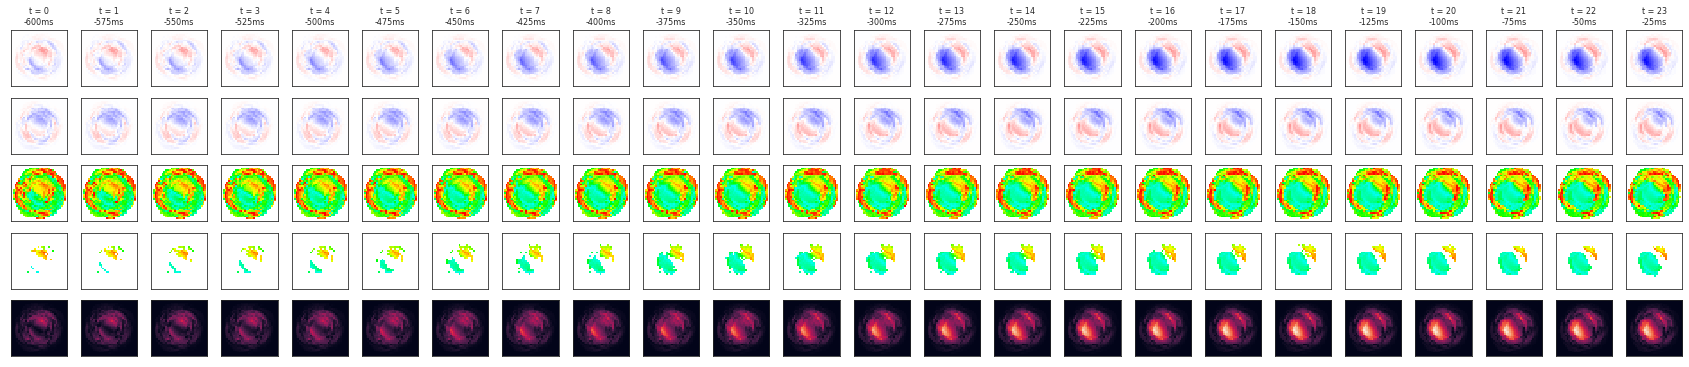 t = 0 t = 1 t = 2 t = 3 t = 4 t = 5 t = 6 t = 7 t = 8 t = 9 t = 10 t = 11 t = 12 t = 13 t = 14 t = 15 t = 16 t = 17 t = 18 t = 19 t = 20 t = 21 t = 22 t = 23
-600ms -575ms -550ms -525ms -500ms -475ms -450ms -425ms -400ms -375ms -350ms -325ms -300ms -275ms -250ms -225ms -200ms -175ms -150ms -125ms -100ms -75ms -50ms -25ms